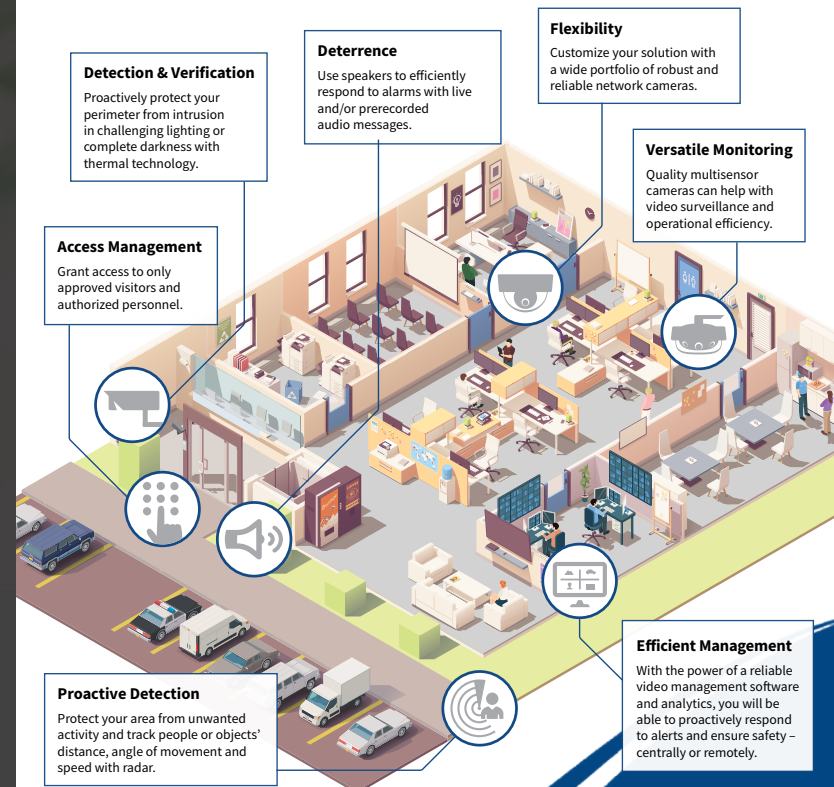 Flexibility
Customize your solution with
a wide portfolio of robust and
reliable network cameras.
Deterrence
Use speakers to efficiently
respond to alarms with live
and/or prerecorded
audio messages.
Detection & Verification
Proactively protect your
perimeter from intrusion
in challenging lighting or
complete darkness with
thermal technology.
Versatile Monitoring
Quality multisensor
cameras can help with
video surveillance and
operational efficiency.
Access Management
Grant access to only
approved visitors and
authorized personnel.
Efficient Management
With the power of a reliable
video management software
and analytics, you will be
able to proactively respond
to alerts and ensure safety –
centrally or remotely.
Proactive Detection
Protect your area from unwanted
activity and track people or objects’
distance, angle of movement and
speed with radar.